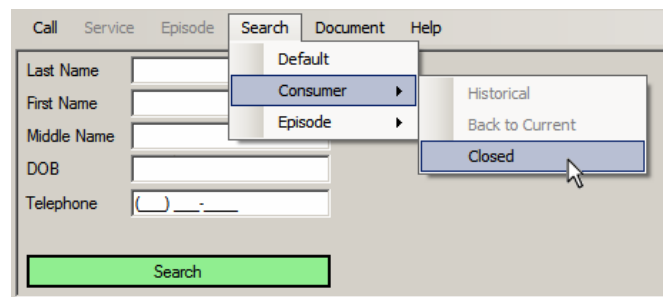 Call Service Episode Search Document Help
Default
Last Name
Consumer
Historical
First Name
Episode
Back to Current
Middle Name
Closed
DOB
Telephone (__) ___-____
Search